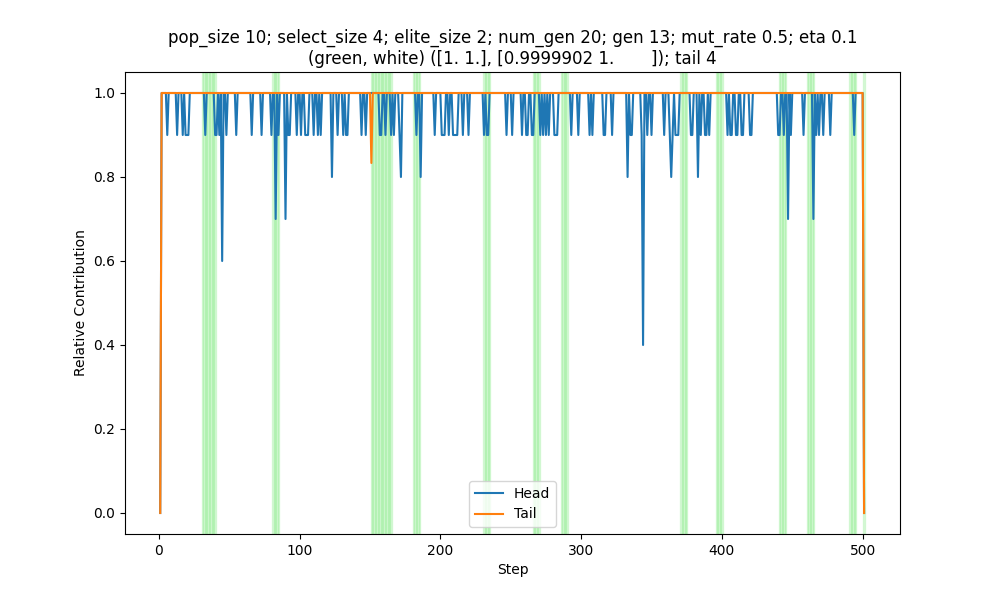 pop_size 10; select_size 4; elite_size 2; num_gen 20; gen 13; mut_rate 0.5; eta 0.1
(green, white) ([1. 1.], [0.9999902 1.        ]); tail 4
Relative Contribution
1.0
0.8
0.6
0.4
0.2
0.0
Head
Tail
0
100
200
300
400
500
Step